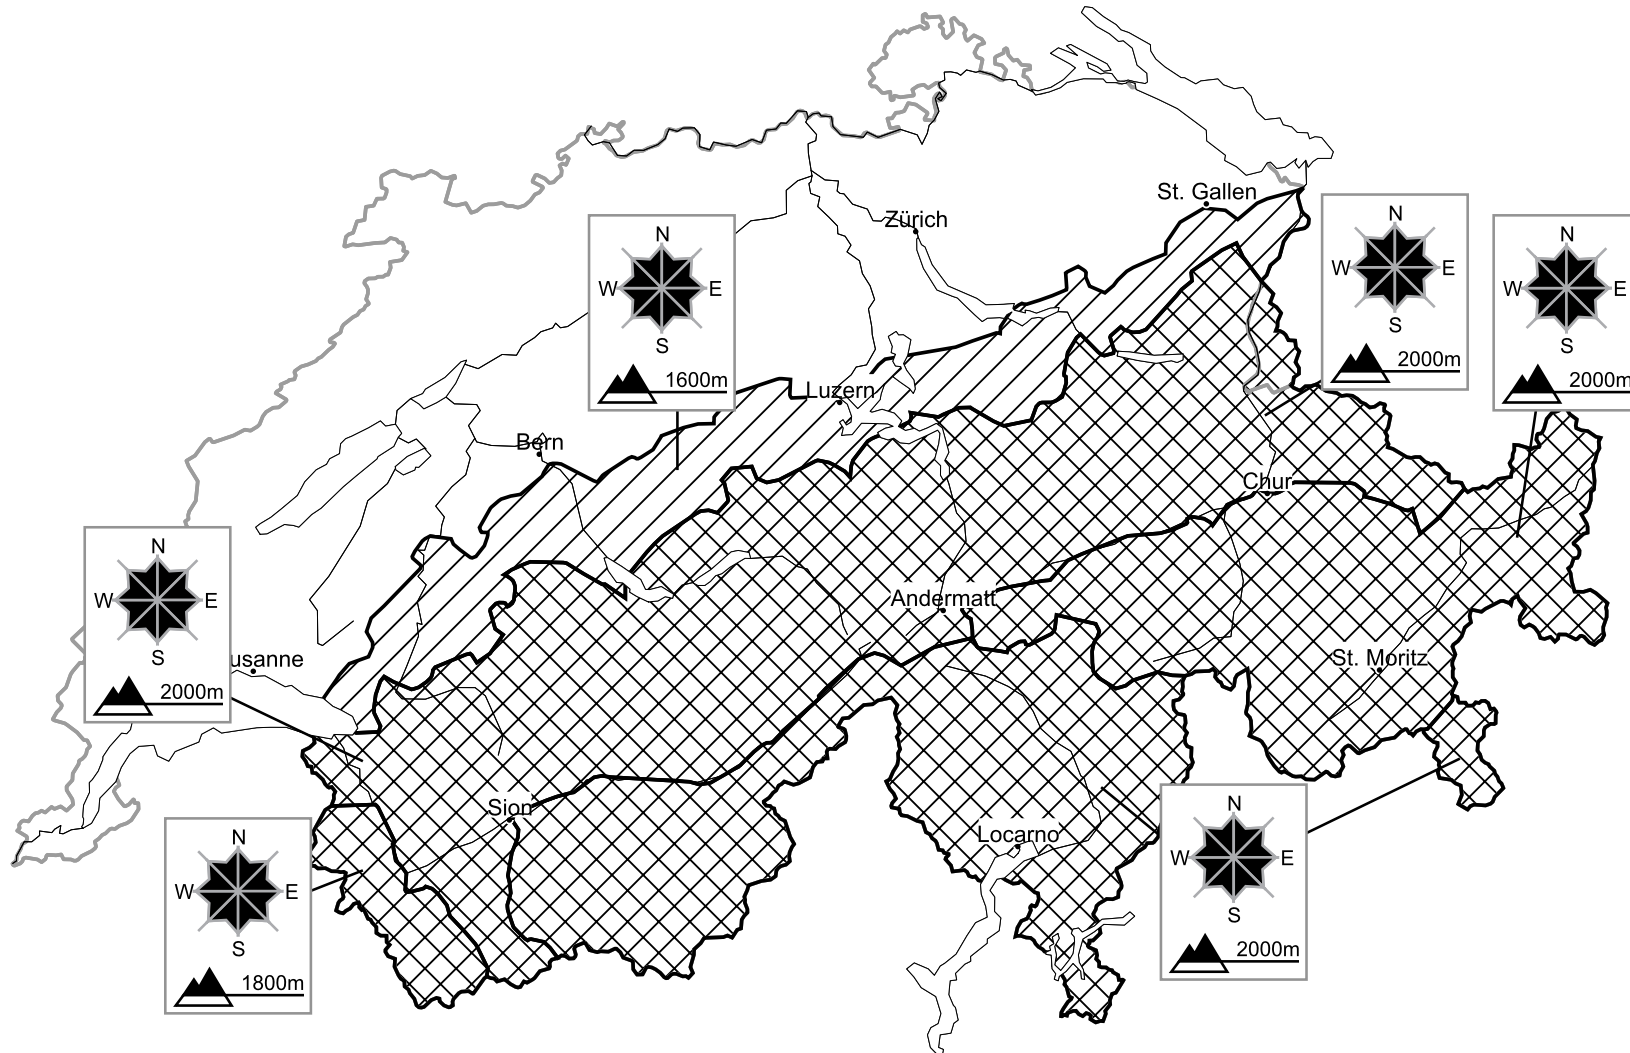 St. Gallen
Zürich
N
W E
S
2000m
N
W E
S
2000m
N
W E
S
1600m
Luzern
Bern
Chur
N
W E
S
2000m
Andermatt
usanne
St. Moritz
Sion
Locarno
N
W E
S
1800m
N
W E
S
2000m